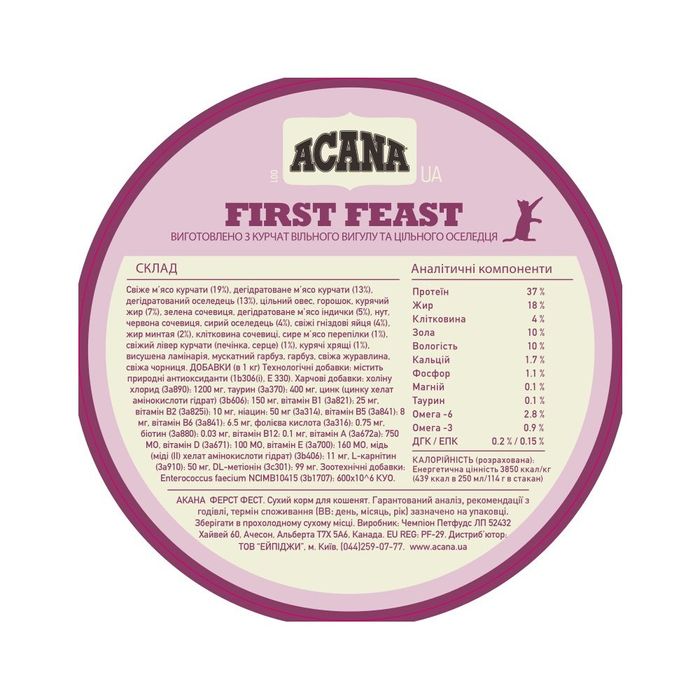 ACANA
LOO
UA
FIRST FEAST
ВИГОТОВЛЕНО З КУРЧАТ ВІЛЬНОГО ВИГУЛУ ТА ЦІЛЬНОГО ОСЕЛЕДЦЯ
СКЛАД
Свіже м´ясо курчати (19%), дегідратоване м´ясо курчати (13%),
дегідратований оселедець (13%), цільний овес, горошок, курячий
жир (7%), зелена сочевиця, дегідратоване м´ясо індички (5%), нут,
червона сочевиця, сирий оселедець (4%), свіжі гніздові яйця (4%),
жир минтая (2%), клітковина сочевиці, сире м´ясо перепілки (1%),
свіжий лівер курчати (печінка, серце) (1%), курячі хрящі (1%),
висушена ламінарія, мускатний гарбуз, гарбуз, свіжа журавлина,
свіжа чорниця. ДОБАВКИ (в 1 кг) Технологічні добавки: містить
природні антиоксиданти (1b306(i), Е 330). Харчові добавки: холіну
хлорид (3а890): 1200 мг. таурин (3а370): 400 мг. цинк (цинку хелат
амінокислоти гідрат) (3b606): 150 мг, вітамін В1 (3а821): 25 мг,
вітамін В2 (3а825i): 10 мг, ніацин: 50 мг (3а314), вітамін В5 (3а841): 8
мг, вітамін В6 (3а841): 6.5 мг, фолієва кислота (3а316): 0.75 мг.
біотин (3а880): 0.03 мг, вітамін В12: 0.1 мг, вітамін А (3а672а): 750
МО, вітамін D (3а671): 100 МО, вітамін Е (3а700): 160 МО, мідь
(міді (II) хелат амінокислоти гідрат) (3b406): 11 мг, L-карнітин
(3а910): 50 мг, DL-метіонін (3с301): 99 мг. Зоотехнічні добавки:
Enterococcus faecium NCIMB10415 (3b1707): 600х10^6 КУО.
Аналітичні компоненти
Протеїн 37 %
Жир 18 %
Клітковина 4 %
Зола 10 %
Вологість 10 %
Кальцій 1.7 %
Фосфор 1.1 %
Магній 0.1 %
Таурин 0.1 %
Омега -6 2.8 %
Омега -3 0.9 %
ДГК / ЕПК 0.2 % / 0.15 %
КАЛОРІЙНІСТЬ (розрахована):
Енергетична цінність 3850 ккал/кг
(439 ккал в 250 мл/114 г в стакан)
АКАНА ФЕРСТ ФЕСТ. Сухий корм для кошенят. Гарантований аналіз, рекомендації з
годівлі, термін споживання (ВВ: день, місяць, рік) зазначено на упаковці.
Зберігати в прохолодному сухому місці. Виробник: Чемпіон Петфудс ЛП 52432
Хайвей 60, Ачесон, Альберта Т7Х 5А6, Канада. EU REG: PF-29. Дистриб´ютор:
ТОВ "ЕЙПІДЖИ", м. Київ, (044)259-07-77. www.acana.ua